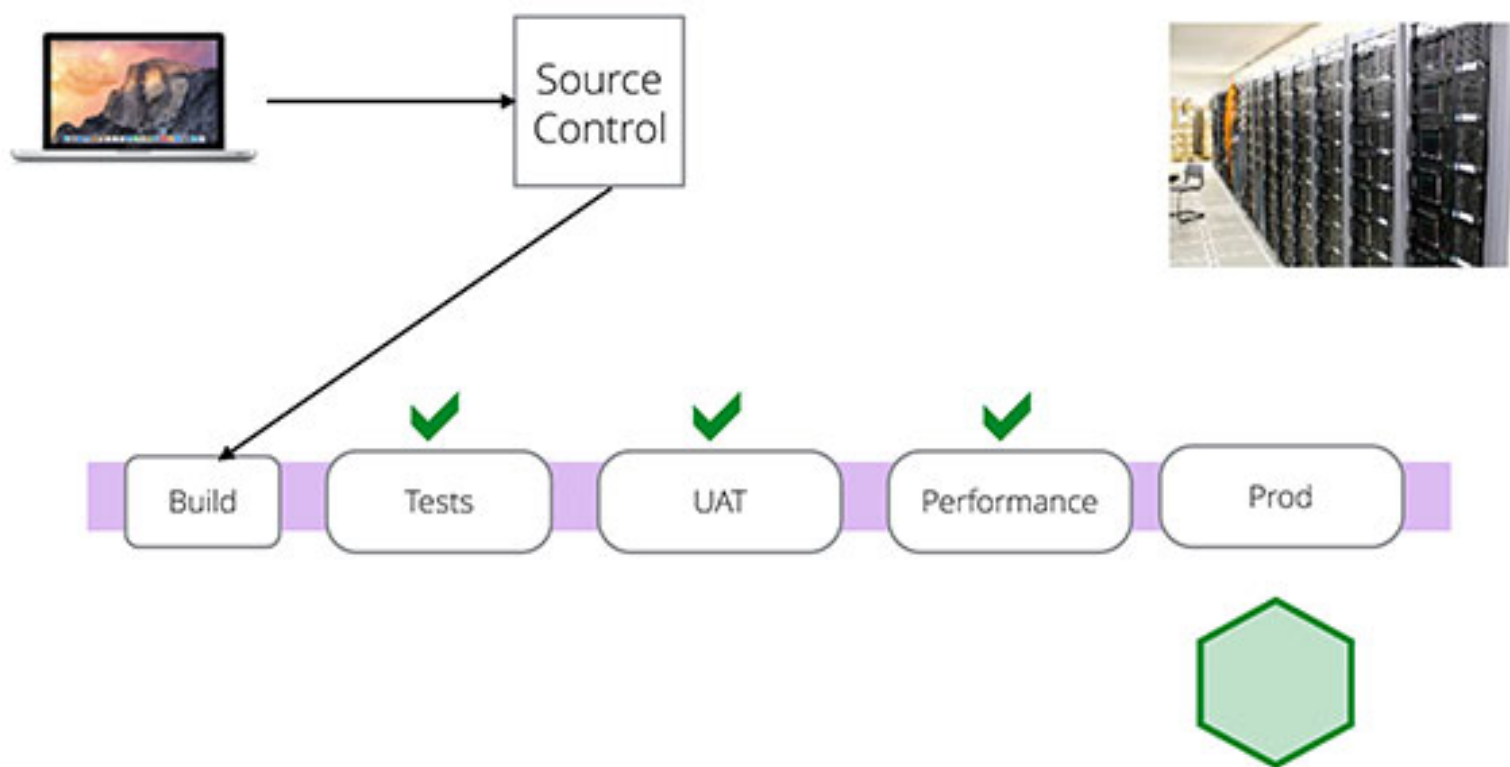 Source
Control
Build
Tests
UAT
Performance
Prod